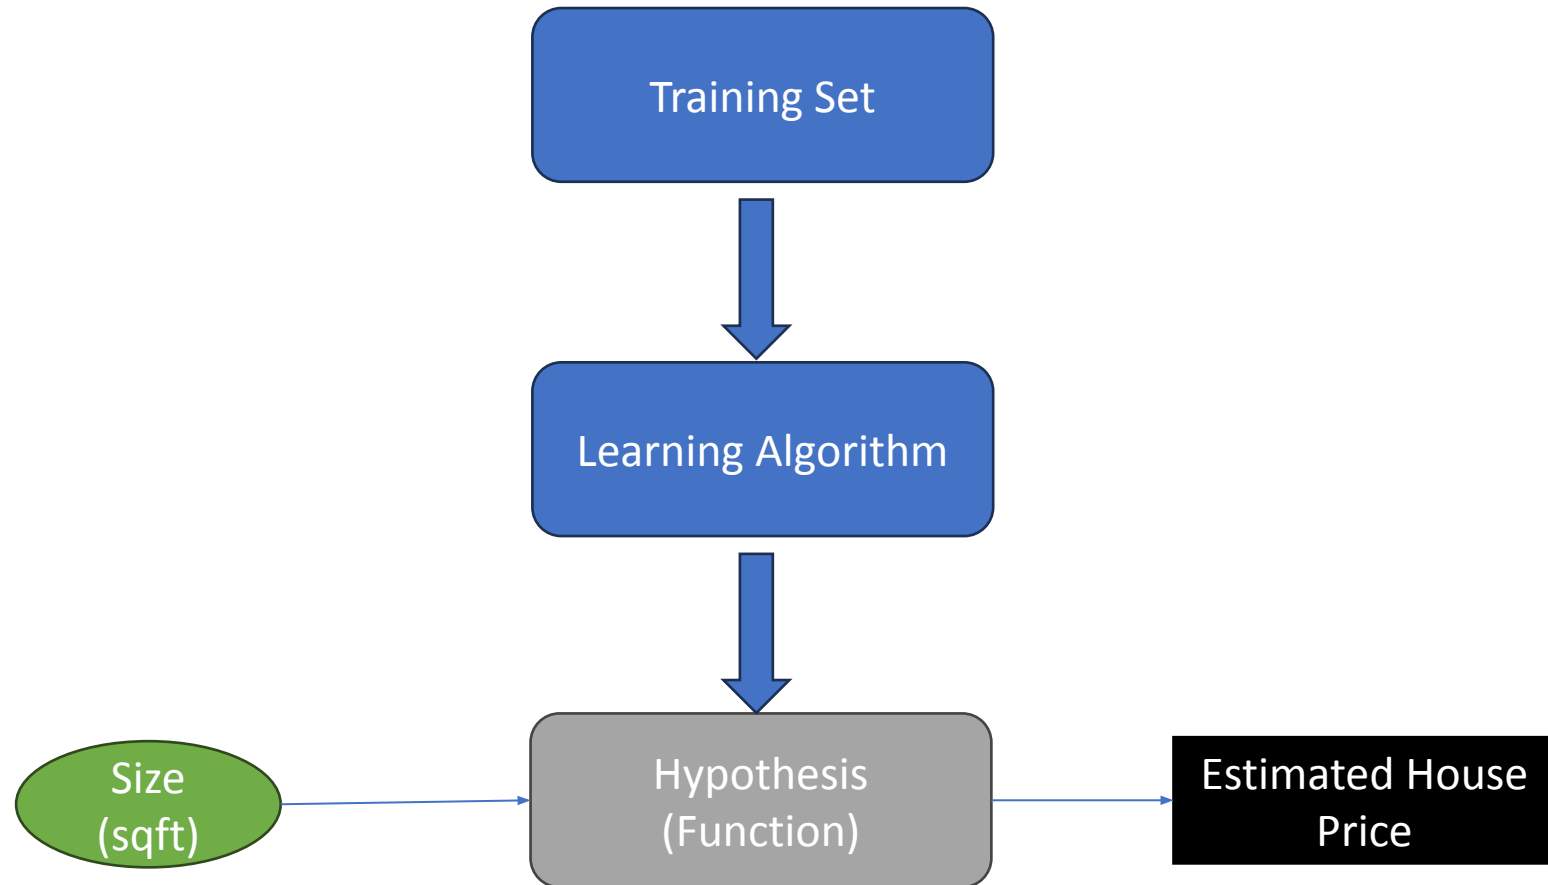 Training Set
Learning Algorithm
Size
(sqft)
Hypothesis
(Function)
Estimated House
Price